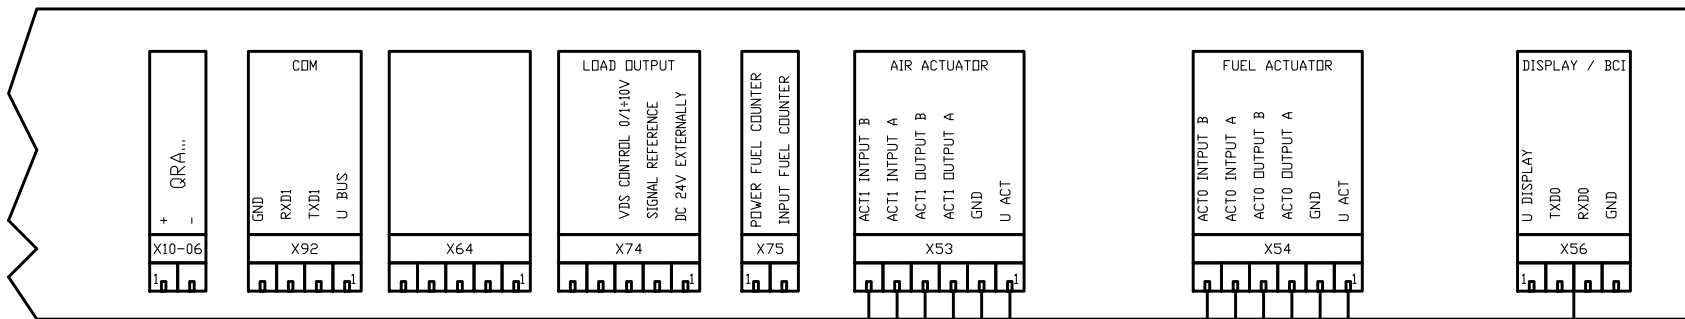 +
-
QRA...
X10-06
1
COM
GND
RXD1
TXD1
U BUS
X92
1
X64
1
LOAD OUTPUT
VDS CONTROL 0/1÷10V
SIGNAL REFERENCE
DC 24V EXTERNALLY
X74
1
POWER FUEL COUNTER
INPUT FUEL COUNTER
X75
1
AIR ACTUATOR
ACT1 INTPUT B
ACT1 INTPUT A
ACT1 OUTPUT B
ACT1 OUTPUT A
GND
U ACT
X53
1
FUEL ACTUATOR
ACT0 INTPUT B
ACT0 INTPUT A
ACT0 OUTPUT B
ACT0 OUTPUT A
GND
U ACT
X54
1
DISPLAY / BCI
U DISPLAY
TXD0
RXD0
GND
X56
1